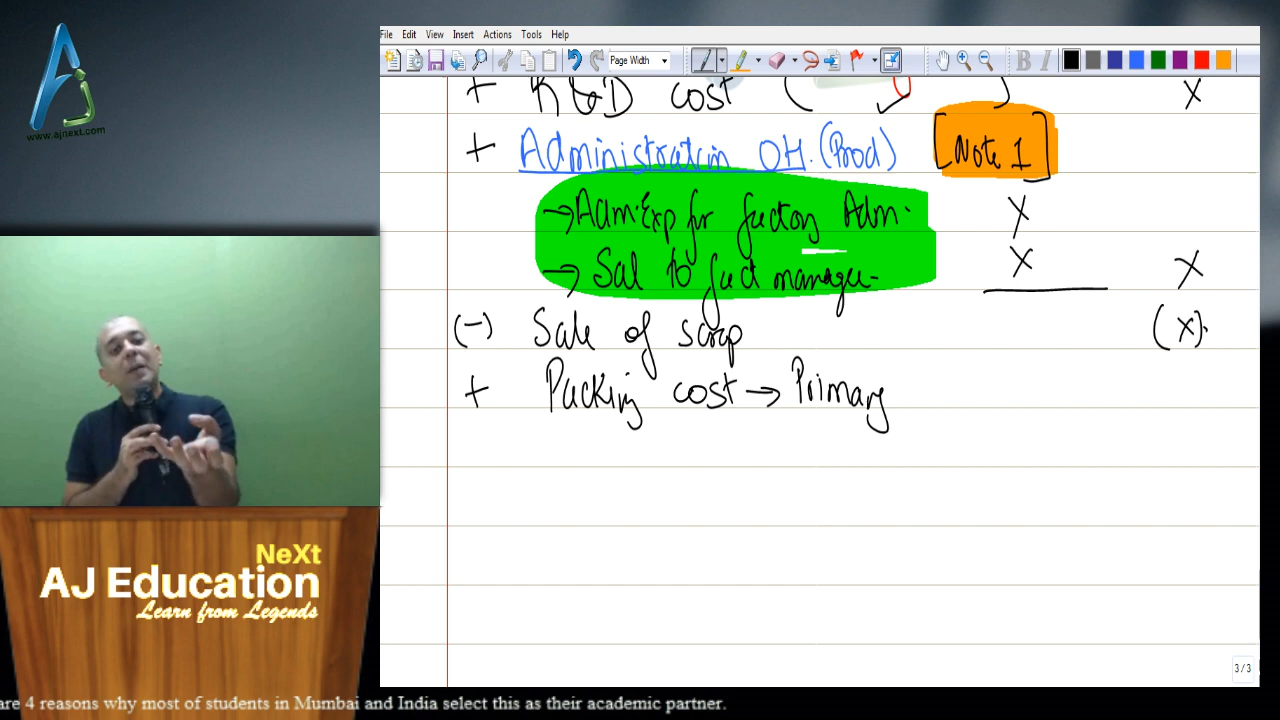 www.ajnext.com
File Edit View Insert Actions Tools Help
Page Width
B I
+ R&D cost ( ) X
+ Administration OH. (Prod) [Note 1]
→ Adm. Exp for factory Adm. X
→ Sal to fact manager X X
(-) Sale of scrap (X)
+ Packing cost → Primary
3/3
NeXt
AJ Education
Learn from Legends
are 4 reasons why most of students in Mumbai and India select this as their academic partner.